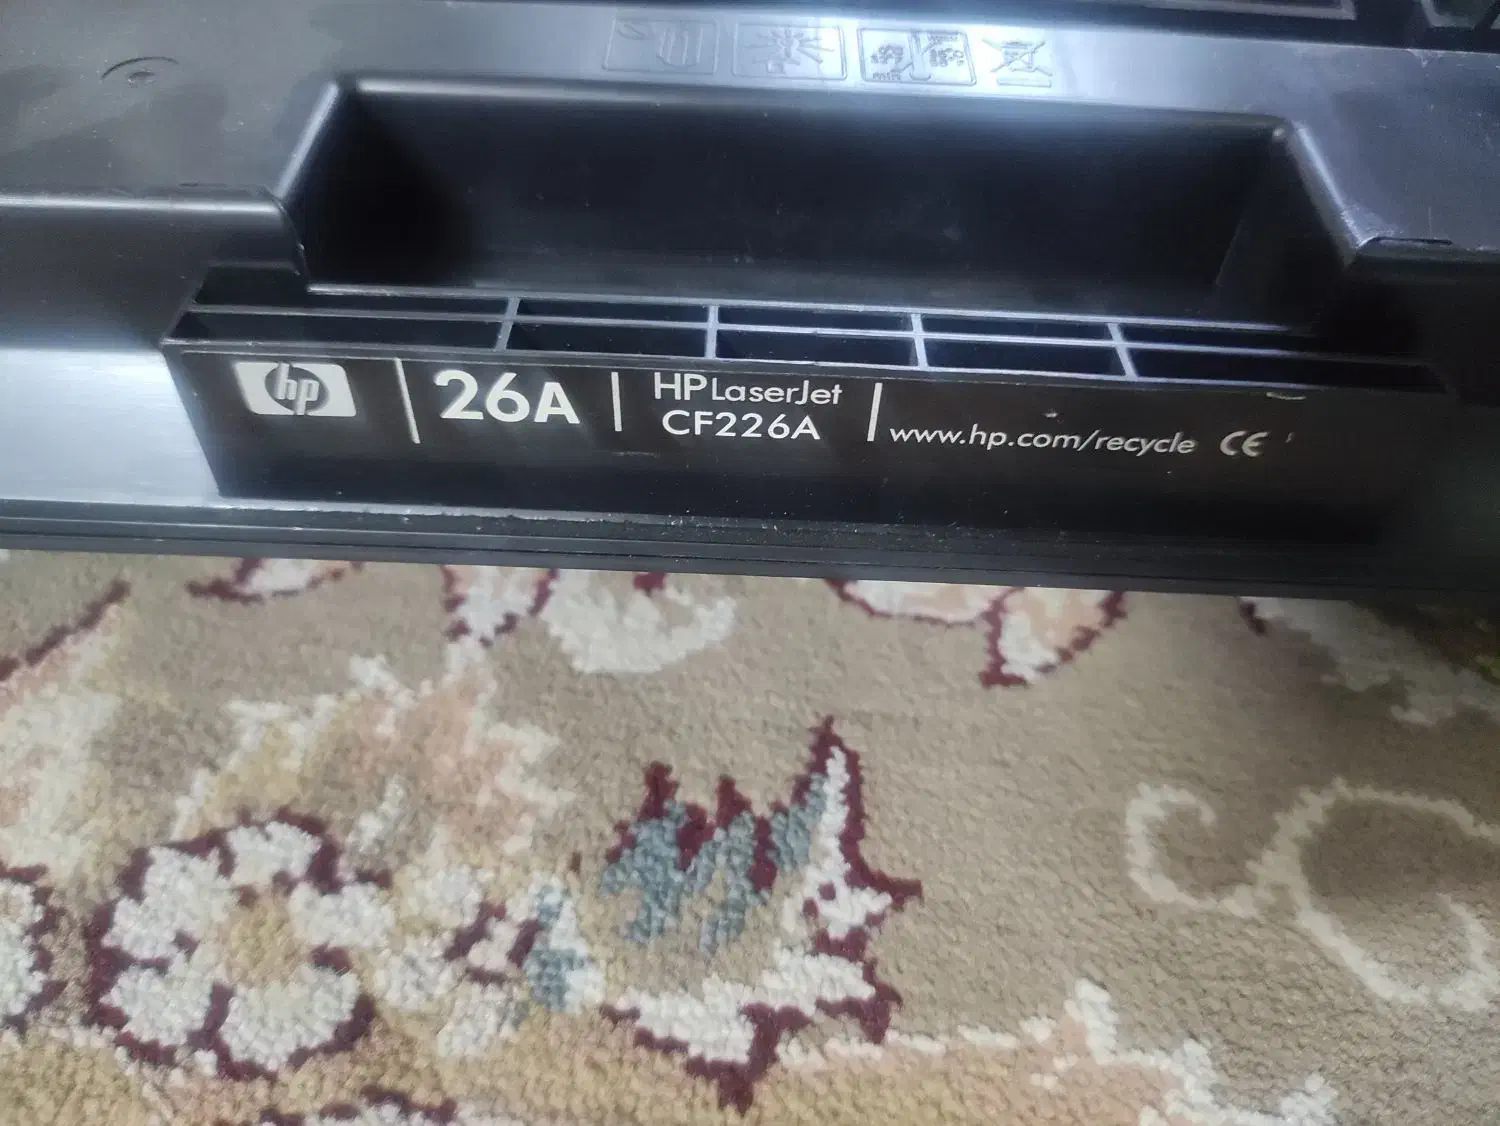 hp
26A
HP LaserJet
CF226A
www.hp.com/recycle CE